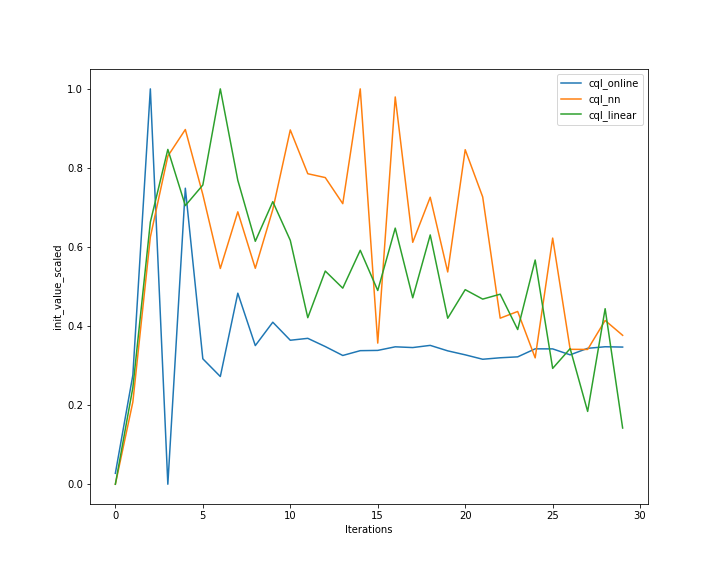 cql_online
cql_nn
cql_linear
1.0
0.8
0.6
0.4
0.2
0.0
init_value_scaled
0 5 10 15 20 25 30
Iterations